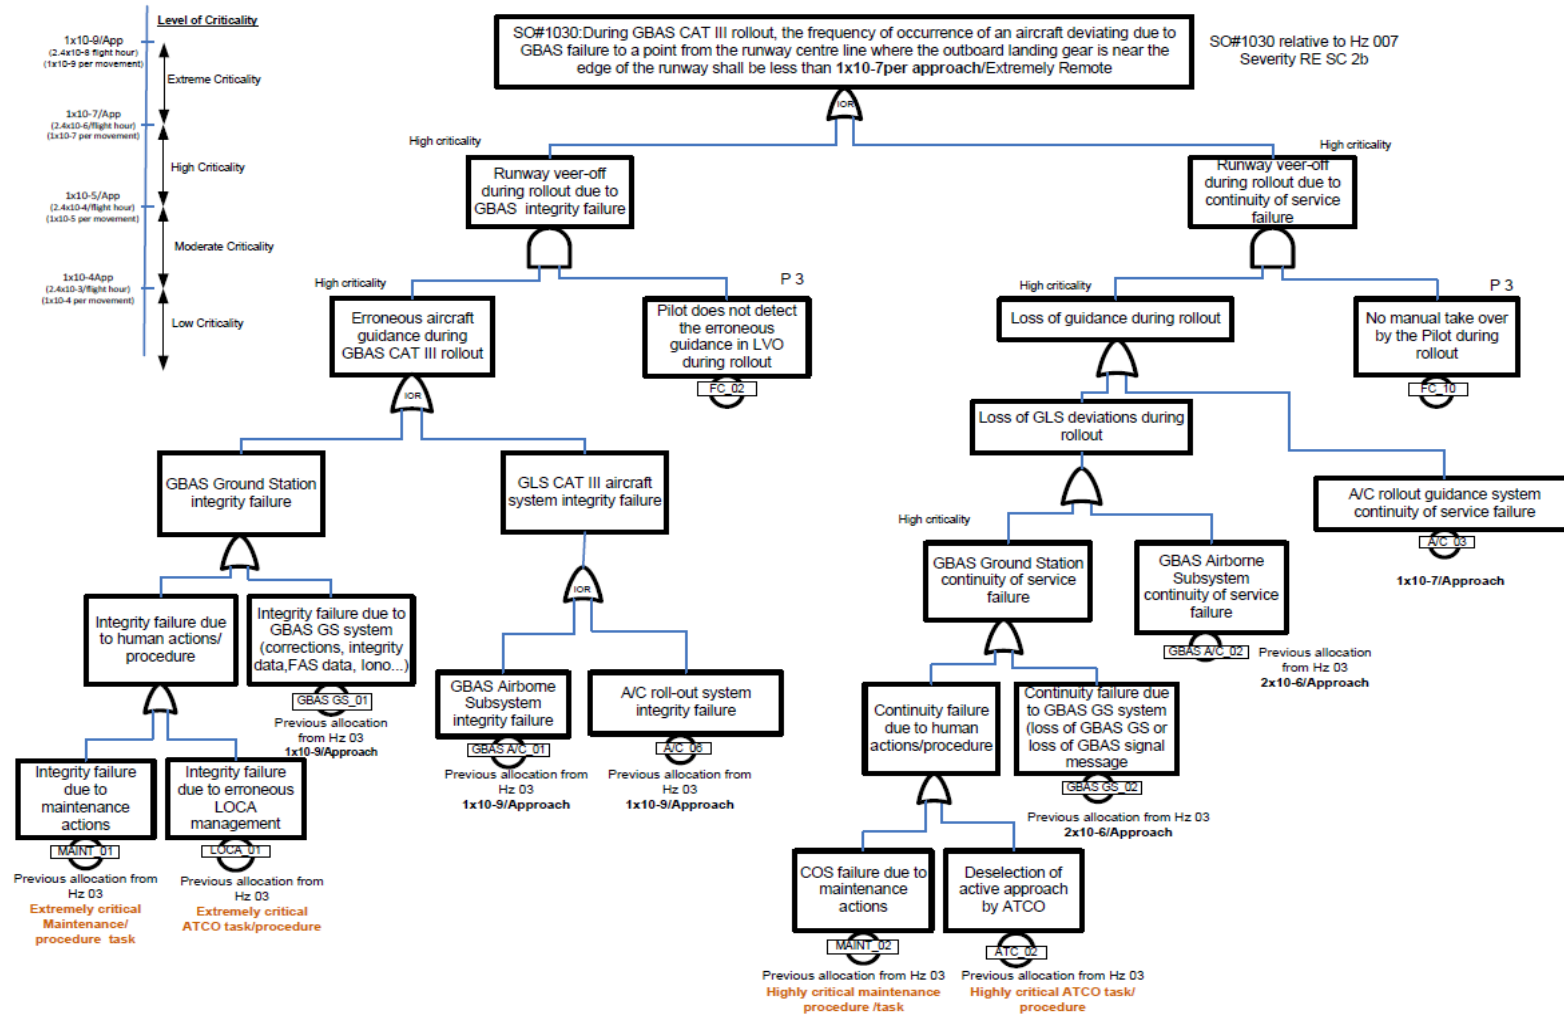 Level of Criticality
1x10-9/App
(2.4x10-8 flight hour)
(1x10-9 per movement)
Extreme Criticality
1x10-7/App
(2.4x10-6/flight hour)
(1x10-7 per movement)
High Criticality
1x10-5/App
(2.4x10-4/flight hour)
(1x10-5 per movement)
Moderate Criticality
1x10-4App
(2.4x10-3/flight hour)
(1x10-4 per movement)
Low Criticality
SO#1030:During GBAS CAT III rollout, the frequency of occurrence of an aircraft deviating due to
GBAS failure to a point from the runway centre line where the outboard landing gear is near the
edge of the runway shall be less than 1x10-7per approach/Extremely Remote
SO#1030 relative to Hz 007
Severity RE SC 2b
IOR
High criticality
Runway veer-off
during rollout due to
GBAS integrity failure
High criticality
Runway veer-off
during rollout due to
continuity of service
failure
High criticality
Erroneous aircraft
guidance during
GBAS CAT III rollout
P 3
Pilot does not detect
the erroneous
guidance in LVO
during rollout
FC_02
High criticality
Loss of guidance during rollout
P 3
No manual take over
by the Pilot during
rollout
FC_10
IOR
Loss of GLS deviations during
rollout
GBAS Ground Station
integrity failure
GLS CAT III aircraft
system integrity failure
A/C rollout guidance system
continuity of service failure
A/C_03
1x10-7/Approach
High criticality
GBAS Ground Station
continuity of service
failure
GBAS Airborne
Subsystem
continuity of service
failure
GBAS A/C_02
Previous allocation
from Hz 03
2x10-6/Approach
IOR
Integrity failure due
to human actions/
procedure
Integrity failure due to
GBAS GS system
(corrections, integrity
data,FAS data, Iono...)
GBAS GS_01
Previous allocation
from Hz 03
1x10-9/Approach
GBAS Airborne
Subsystem
integrity failure
GBAS A/C_01
Previous allocation from
Hz 03
1x10-9/Approach
A/C roll-out system
integrity failure
A/C_06
Previous allocation from
Hz 03
1x10-9/Approach
Continuity failure
due to human
actions/procedure
Continuity failure due
to GBAS GS system
(loss of GBAS GS or
loss of GBAS signal
message
GBAS GS_02
Previous allocation from Hz 03
2x10-6/Approach
Integrity failure
due to
maintenance
actions
MAINT_01
Previous allocation from
Hz 03
Extremely critical
Maintenance/
procedure task
Integrity failure
due to erroneous
LOCA
management
LOCA_01
Previous allocation from
Hz 03
Extremely critical
ATCO task/procedure
COS failure due to
maintenance
actions
MAINT_02
Previous allocation from Hz 03
Highly critical maintenance
procedure /task
Deselection of
active approach
by ATCO
ATC_02
Previous allocation from Hz 03
Highly critical ATCO task/
procedure